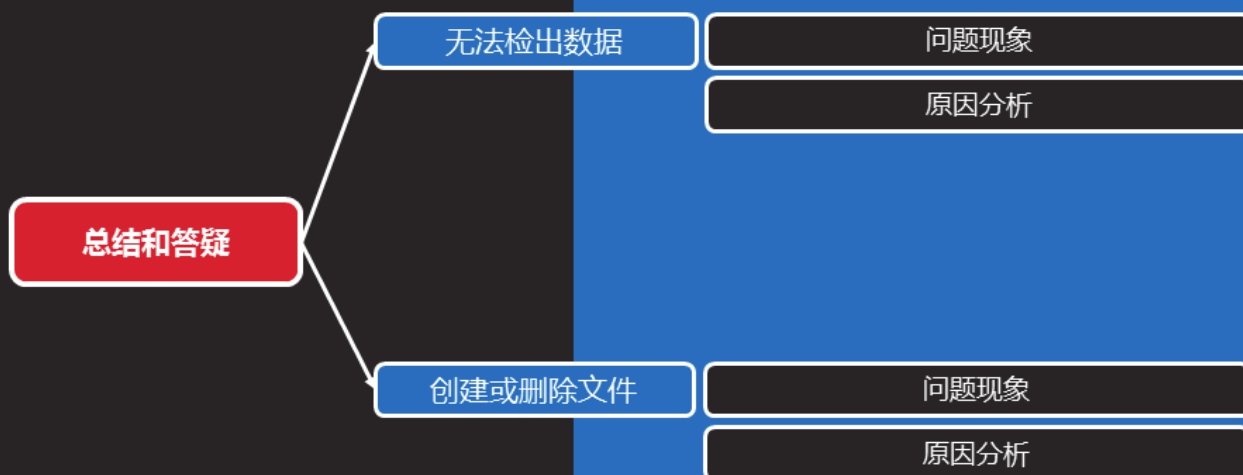 无法检出数据
问题现象
原因分析
总结和答疑
创建或删除文件
问题现象
原因分析